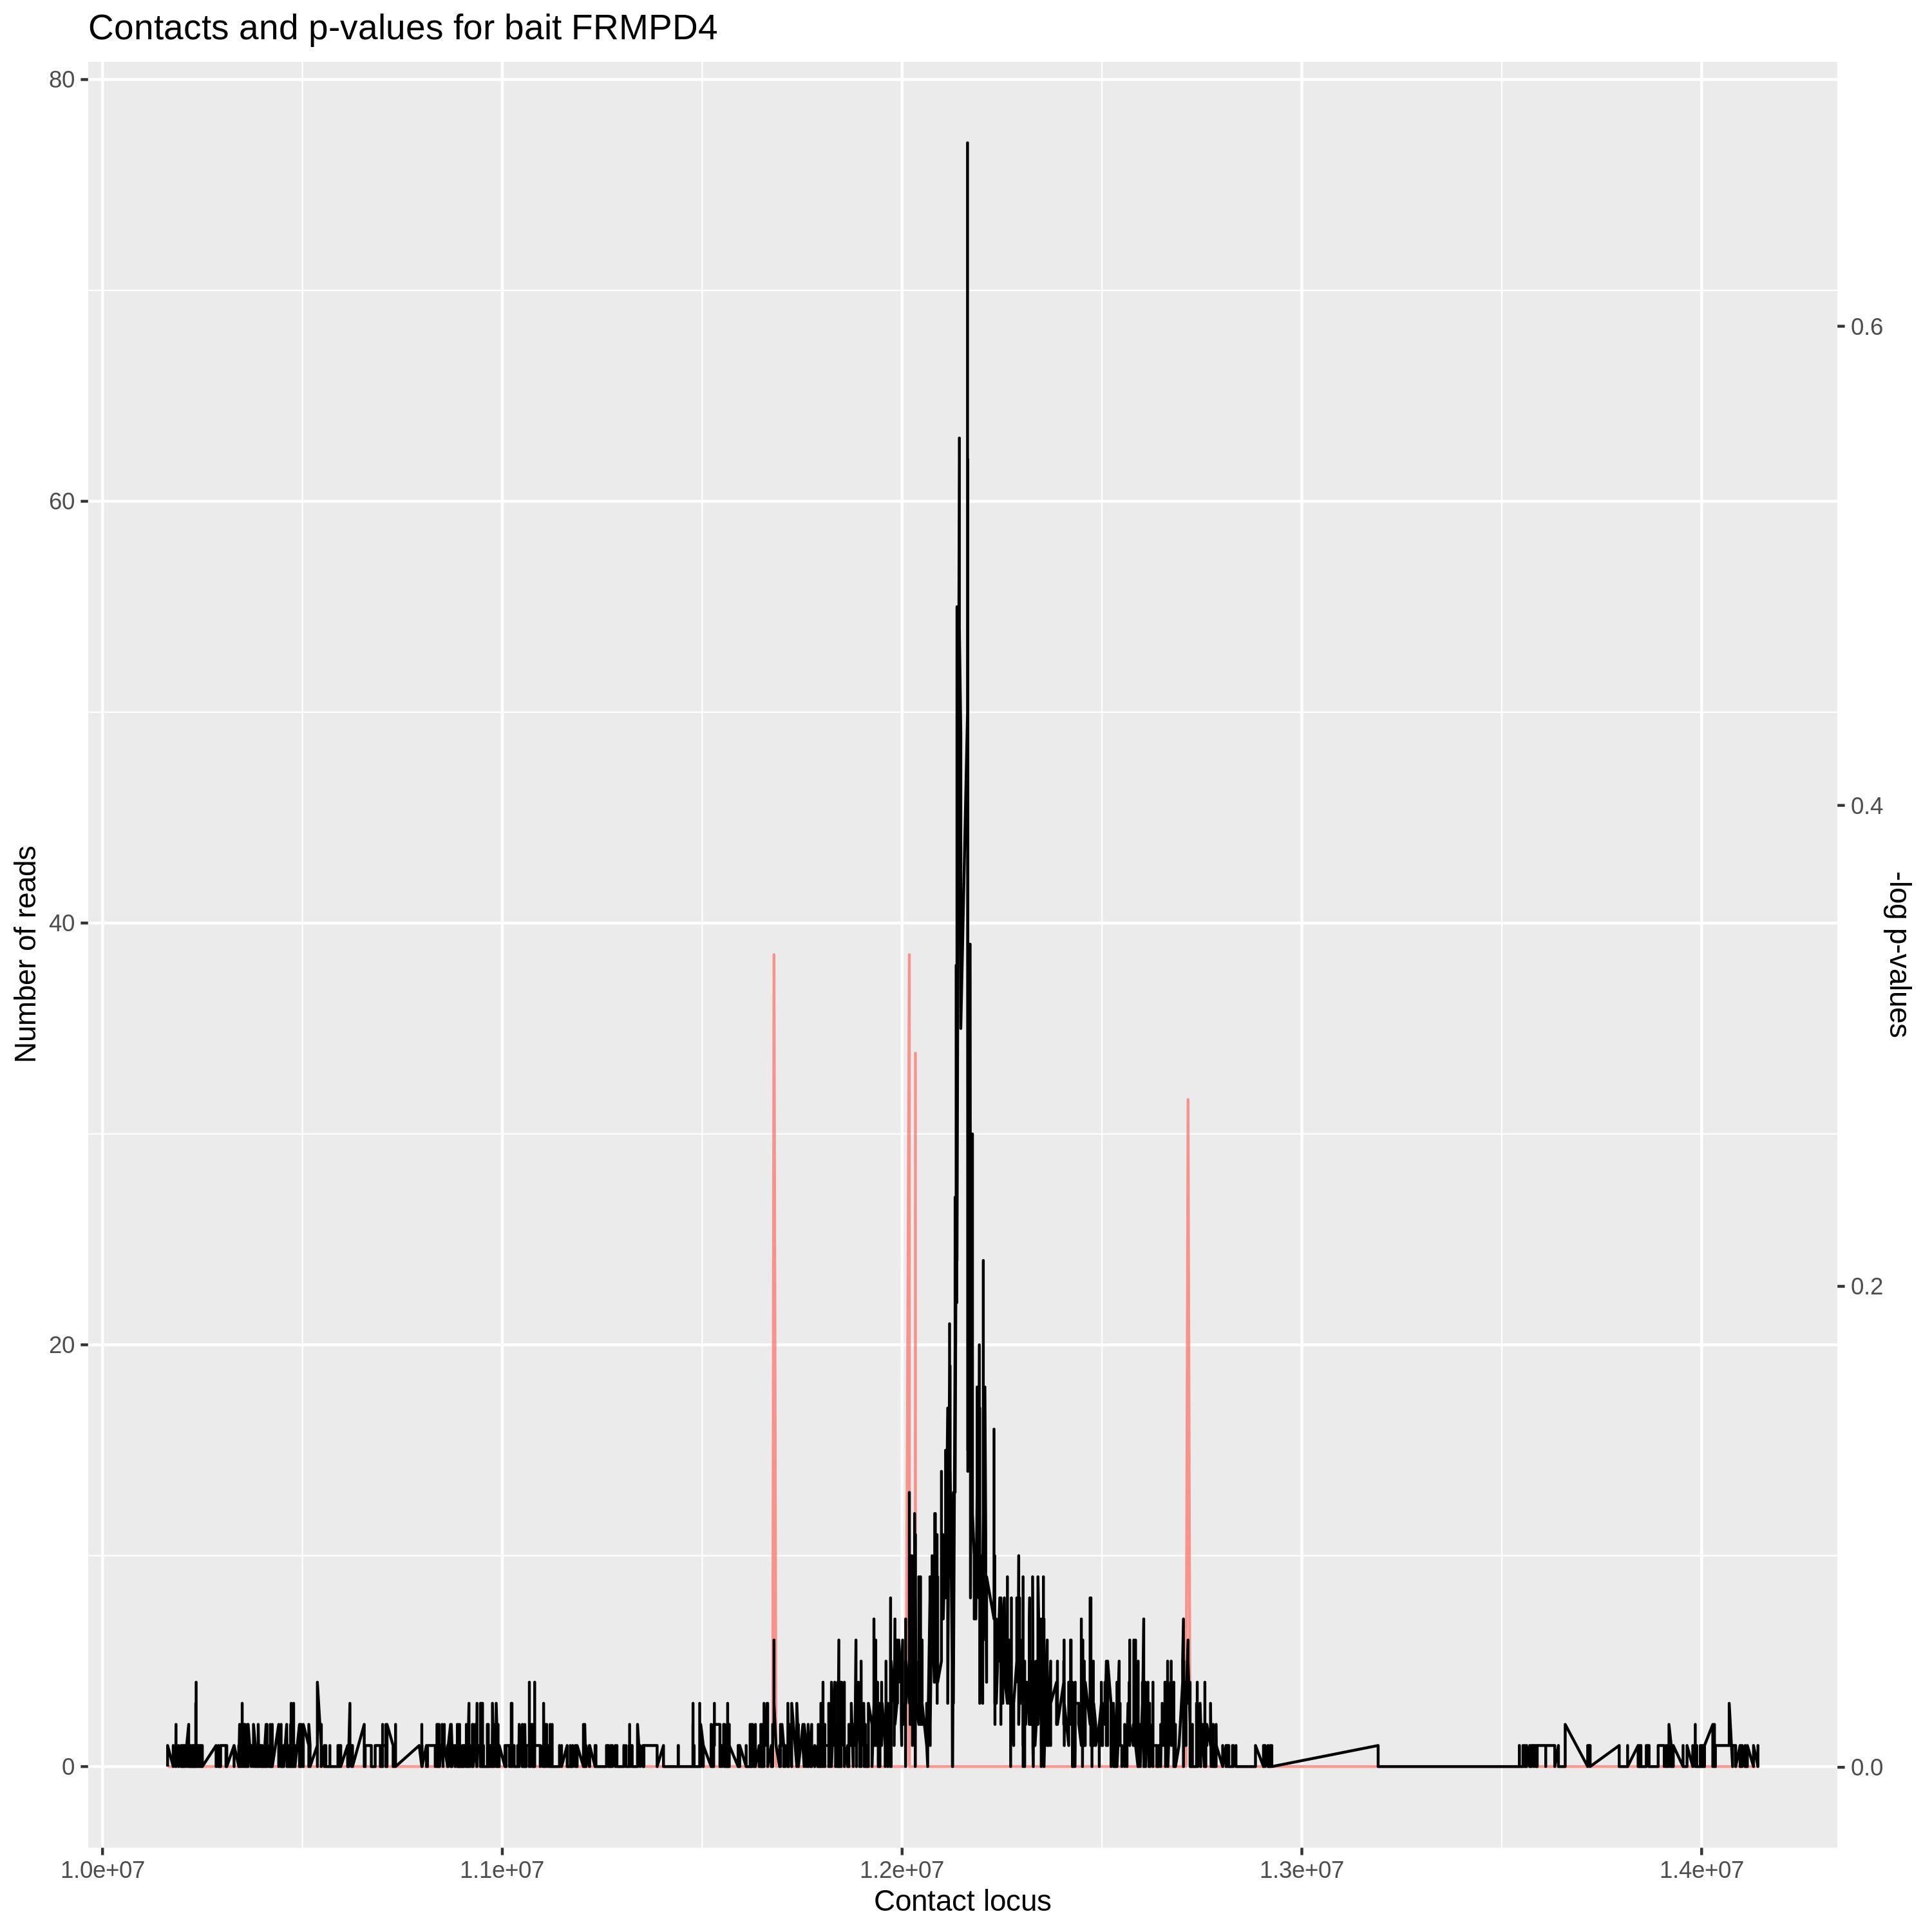 Contacts and p-values for bait FRMPD4
80
60
40
20
0
Number of reads
0.6
0.4
0.2
0.0
-log p-values
1.0e+07
1.1e+07
1.2e+07
1.3e+07
1.4e+07
Contact locus